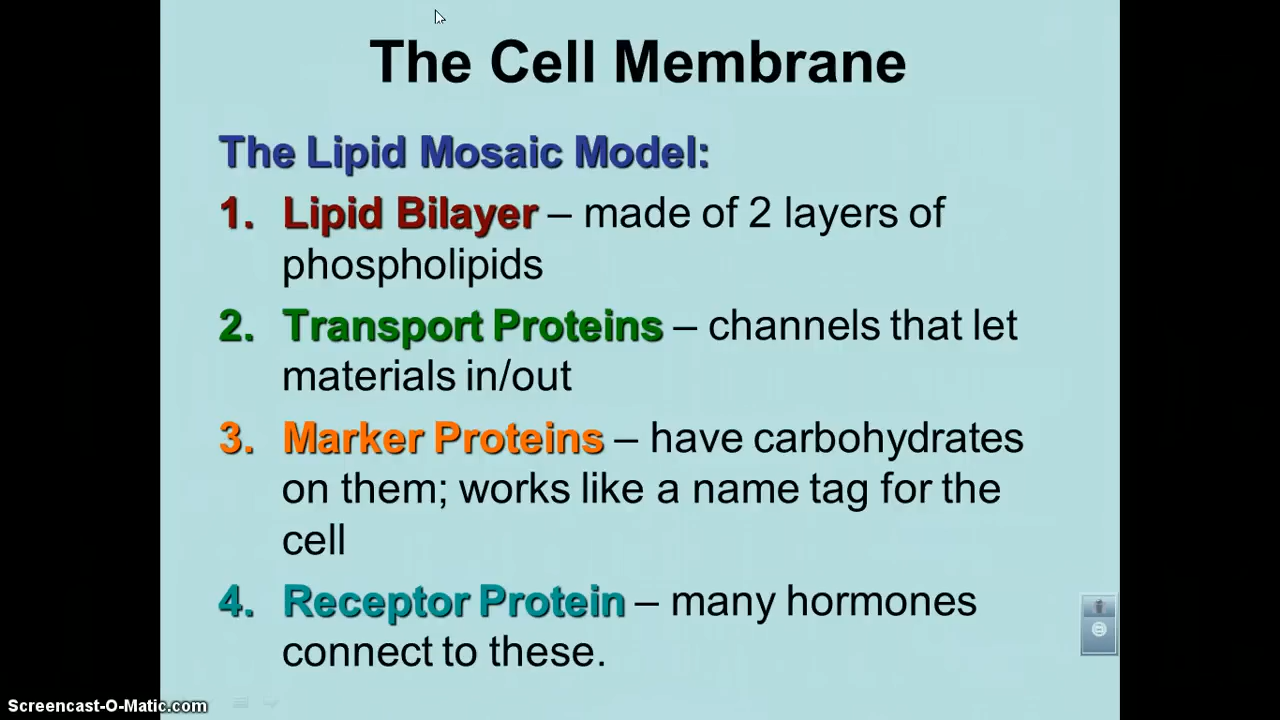 The Cell Membrane
The Lipid Mosaic Model:
1. Lipid Bilayer – made of 2 layers of
phospholipids
2. Transport Proteins – channels that let
materials in/out
3. Marker Proteins – have carbohydrates
on them; works like a name tag for the
cell
4. Receptor Protein – many hormones
connect to these.
Screencast-O-Matic.com